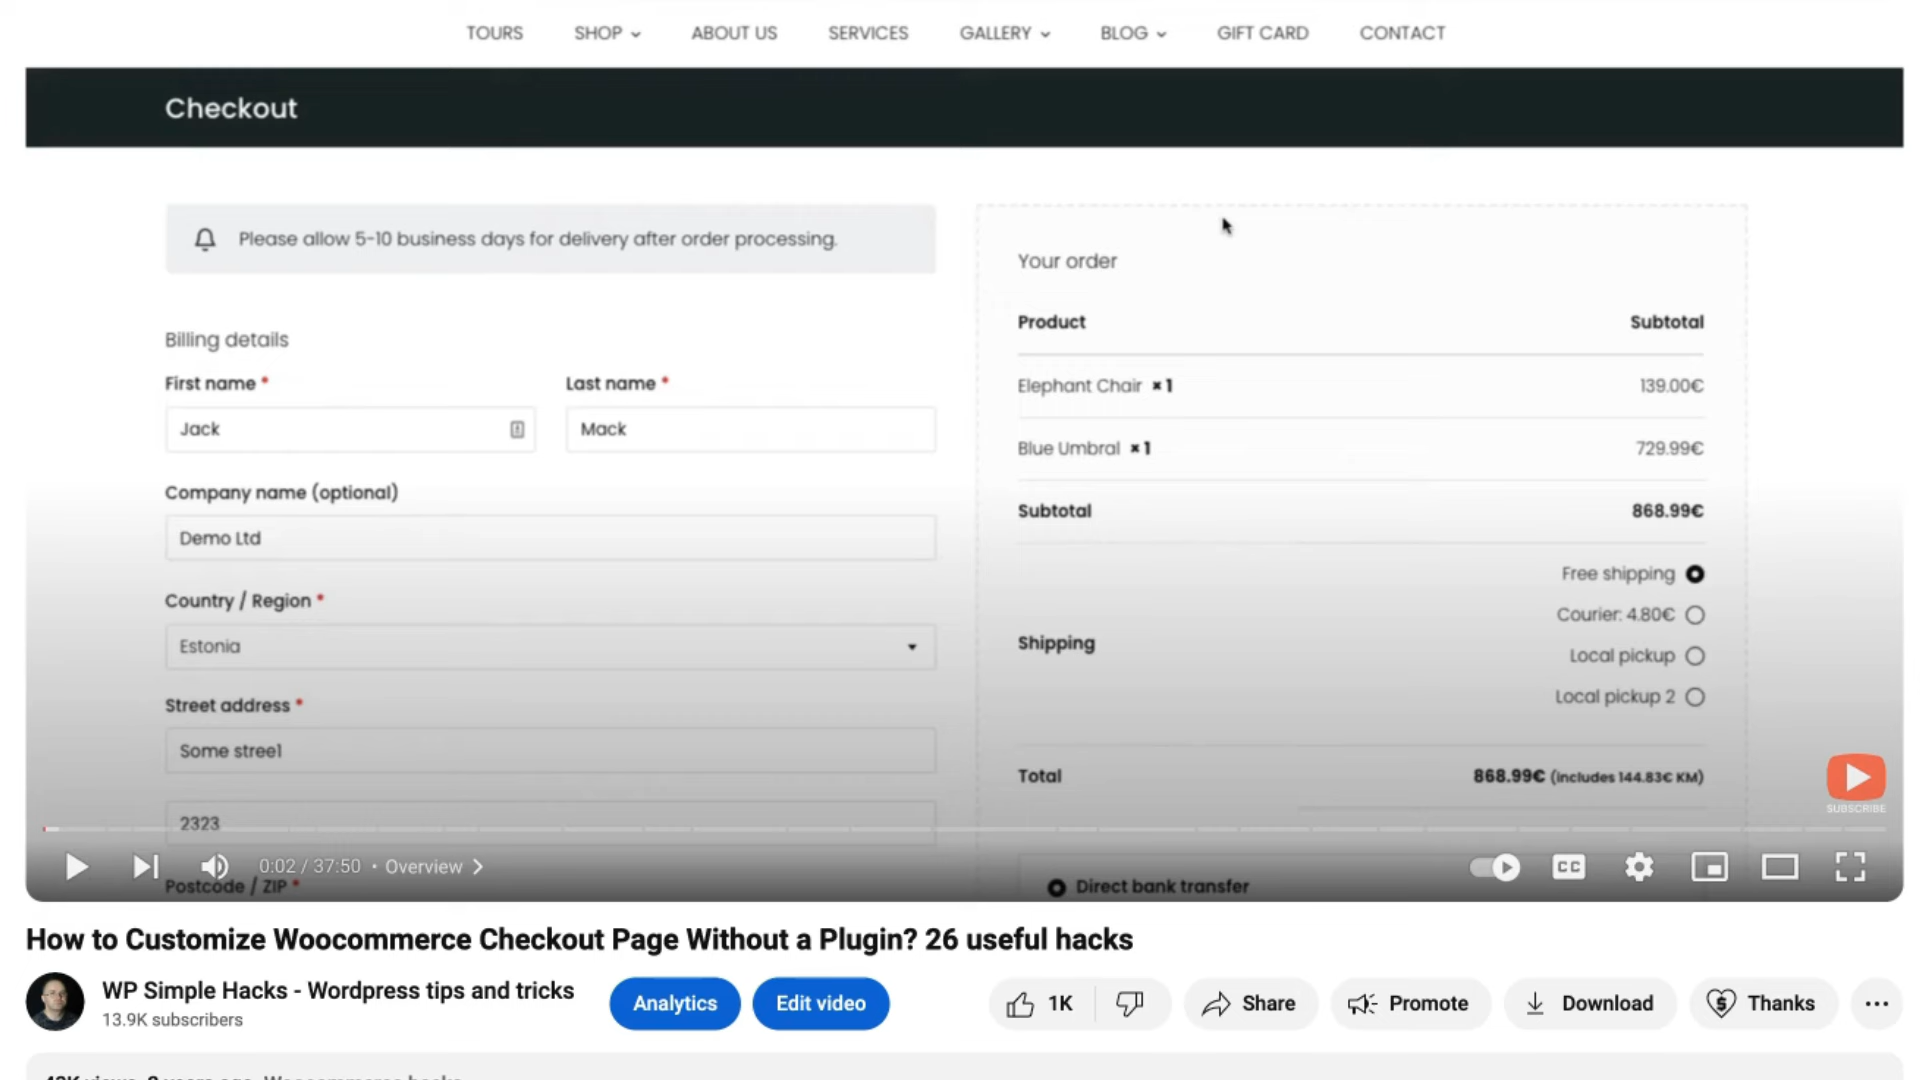 TOURS SHOP ABOUT US SERVICES GALLERY BLOG GIFT CARD CONTACT
Checkout
Please allow 5-10 business days for delivery after order processing.
Billing details
First name *
Last name *
Jack
Mack
Company name (optional)
Demo Ltd
Country / Region *
Estonia
Street address *
Some street
2323
Postcode / ZIP *
Your order
Product Subtotal
Elephant Chair × 1 139.00€
Blue Umbral × 1 729.99€
Subtotal 868.99€
Shipping
Free shipping
Courier: 4.80€
Local pickup
Local pickup 2
Total 868.99€ (includes 144.83€ KM)
Direct bank transfer
SUBSCRIBE
0:02 / 37:50 • Overview
CC
How to Customize Woocommerce Checkout Page Without a Plugin? 26 useful hacks
WP Simple Hacks - Wordpress tips and tricks
13.9K subscribers
Analytics Edit video 1K Share Promote Download Thanks